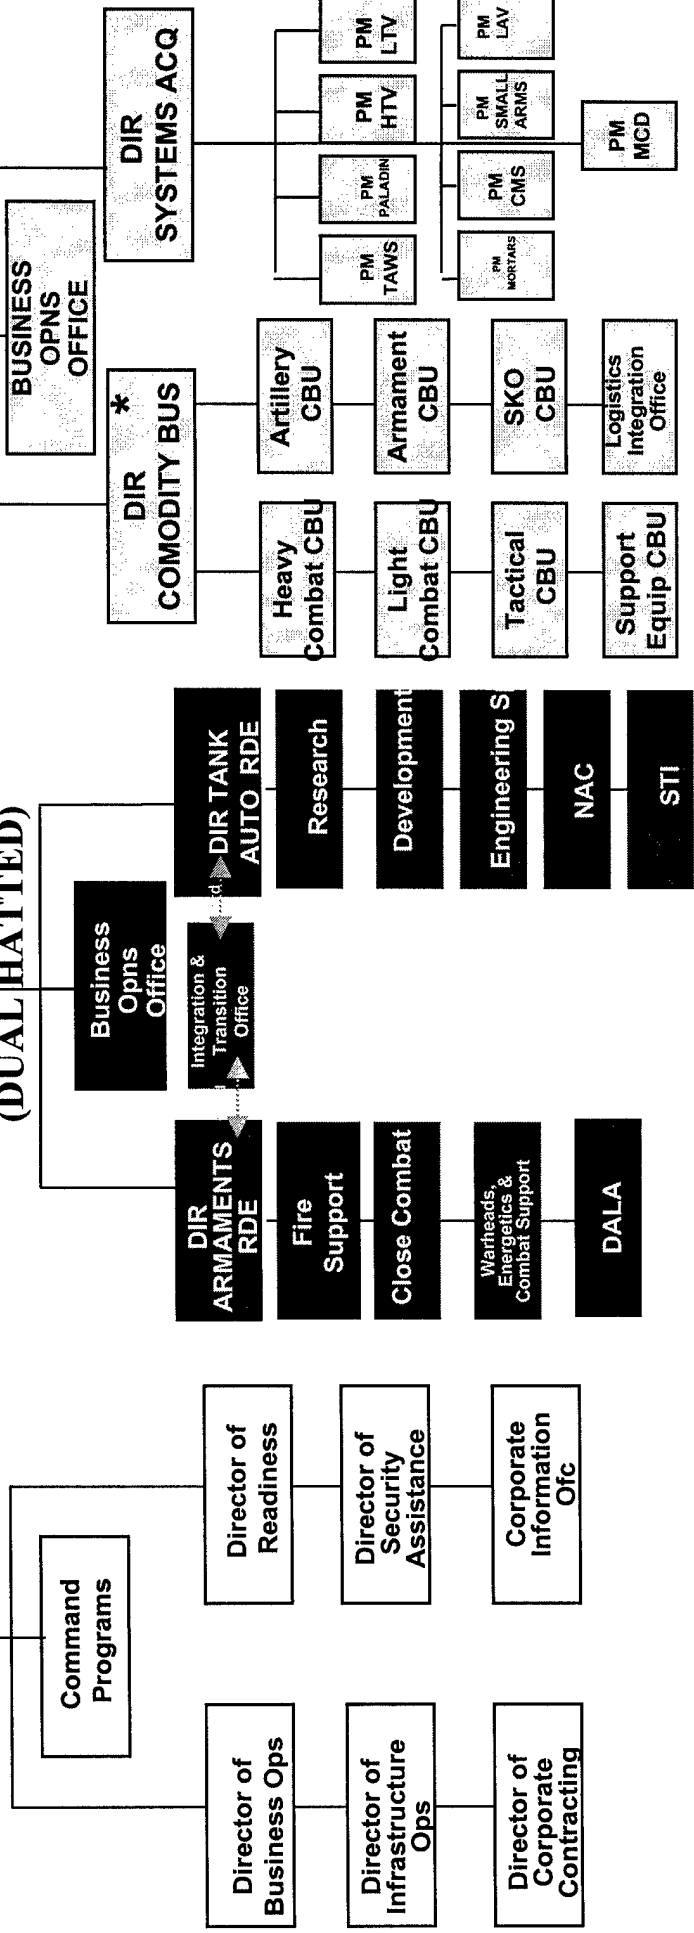 Command
Programs
Director of
Business Ops
Director of
Readiness
Director of
Infrastructure
Ops
Director of
Security
Assistance
Director of
Corporate
Contracting
Corporate
Information
Ofc
(DUAL HATTED)
Business
Opns
Office
DIR
ARMAMENTS
RDE
Integration &
Transition
Office
DIR TANK
AUTO RDE
Fire
Support
Close Combat
Warheads,
Energetics &
Combat Support
DALA
Research
Development
Engineering S
NAC
STI
BUSINESS
OPNS
OFFICE
DIR *
COMODITY BUS
DIR
SYSTEMS ACQ
Heavy
Combat CBU
Light
Combat CBU
Tactical
CBU
Support
Equip CBU
Artillery
CBU
Armament
CBU
SKO
CBU
Logistics
Integration
Office
PM
TAWS
PM
PALADIN
PM
HTV
PM
LTV
PM
MORTARS
PM
CMS
PM
SMALL
ARMS
PM
LAV
PM
MCD